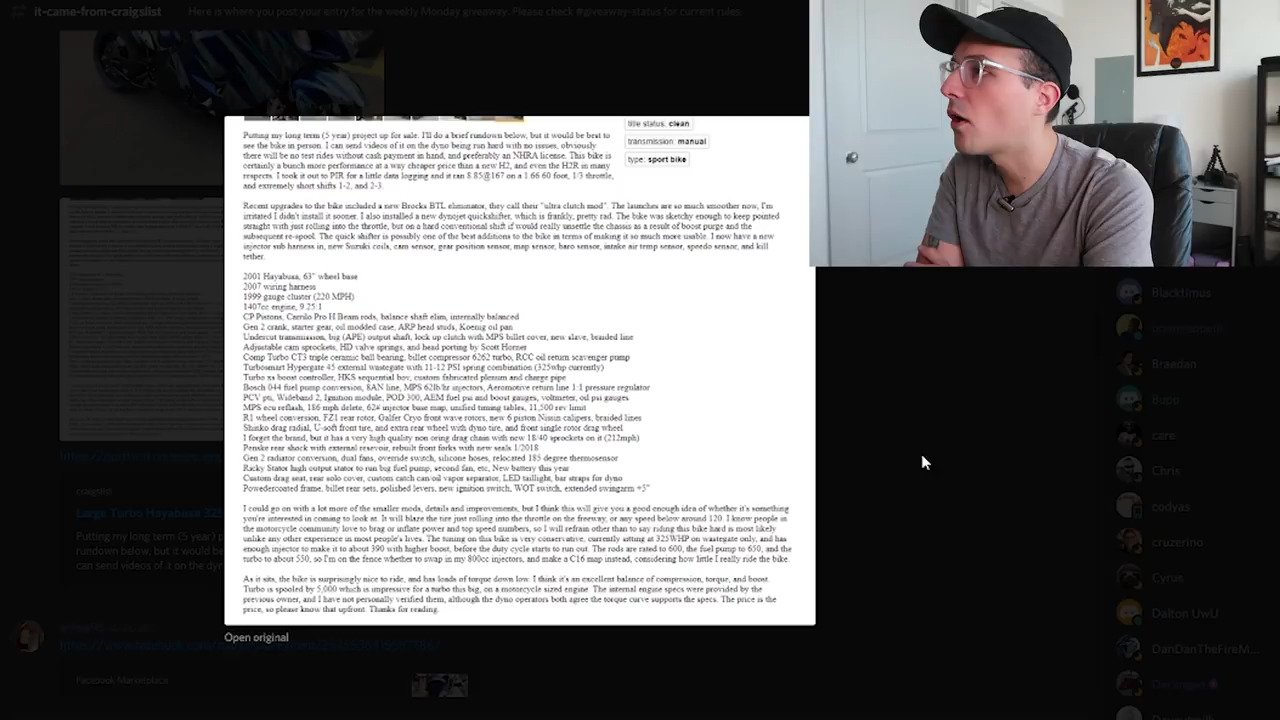 it-came-from-craigslist
Here is where you post your entry for the weekly Monday giveaway. Please check #giveaway-status for current rules.
title status: clean
transmission: manual
type: sport bike
Putting my long term (5 year) project up for sale. I'll do a brief rundown below, but it would be best to
see the bike in person. I can send videos of it on the dyno being run hard with no issues, obviously
there will be no test rides without cash payment in hand, and preferably an NHRA license. This bike is
certainly a bunch more performance at a way cheaper price than a new H2, and even the H2R in many
respects. I took it out to PIR for a little data logging and it ran 8.85@167 on a 1.66 60 foot, 1/3 throttle,
and extremely short shifts 1-2, and 2-3.
Recent upgrades to the bike included a new Brocks BTL eliminator, they call their "ultra clutch mod". The launches are so much smoother now, I'm
irritated I didn't install it sooner. I also installed a new dynojet quickshifter, which is frankly, pretty rad. The bike was sketchy enough to keep pointed
straight with just rolling into the throttle, but on a hard conventional shift if would really unsettle the chassis as a result of boost purge and the
subsequent re-spool. The quick shifter is possibly one of the best additions to the bike in terms of making it so much more usable. I now have a new
injector sub harness in, new Suzuki coils, cam sensor, gear position sensor, map sensor, baro sensor, intake air temp sensor, speedo sensor, and kill
tether.
2001 Hayabusa, 63" wheel base
2007 wiring harness
1999 gauge cluster (220 MPH)
1407cc engine, 9.25:1
CP Pistons, Carrilo Pro H Beam rods, balance shaft elim, internally balanced
Gen 2 crank, starter gear, oil modded case, ARP head studs, Koenig oil pan
Undercut transmission, big (APE) output shaft, lock up clutch with MPS billet cover, new slave, braided line
Adjustable cam sprockets, HD valve springs, and head porting by Scott Horner
Comp Turbo CT3 triple ceramic ball bearing, billet compressor 6262 turbo, RCC oil return scavenger pump
Turbosmart Hypergate 45 external wastegate with 11-12 PSI spring combination (325whp currently)
Turbo xs boost controller, HKS sequential bov, custom fabricated plenum and charge pipe
Bosch 044 fuel pump conversion, 8AN line, MPS 62lb/hr injectors, Aeromotive return line 1:1 pressure regulator
PCV pti, Wideband 2, Ignition module, POD 300, AEM fuel psi and boost gauges, voltmeter, oil psi gauges
MPS ecu reflash, 186 mph delete, 62# injector base map, unified timing tables, 11,500 rev limit
R1 wheel conversion, FZ1 rear rotor, Galfer Cryo front wave rotors, new 6 piston Nissin calipers, braided lines
Shinko drag radial, U-soft front tire, and extra rear wheel with dyno tire, and front single rotor drag wheel
I forget the brand, but it has a very high quality non oring drag chain with new 18/40 sprockets on it (212mph)
Penske rear shock with external resevoir, rebuilt front forks with new seals 1/2018
Gen 2 radiator conversion, dual fans, override switch, silicone hoses, relocated 185 degree thermosensor
Ricky Stator high output stator to run big fuel pump, second fan, etc, New battery this year
Custom drag seat, rear solo cover, custom catch can/oil vapor separator, LED taillight, bar straps for dyno
Powdercoated frame, billet rear sets, polished levers, new ignition switch, WOT switch, extended swingarm +5"
I could go on with a lot more of the smaller mods, details and improvements, but I think this will give you a good enough idea of whether it's something
you're interested in coming to look at. It will blaze the tire just rolling into the throttle on the freeway, or any speed below around 120. I know people in
the motorcycle community love to brag or inflate power and top speed numbers, so I will refrain other than to say riding this bike hard is most likely
unlike any other experience in most people's lives. The tuning on this bike is very conservative, currently sitting at 325WHP on wastegate only, and has
enough injector to make it to about 390 with higher boost, before the duty cycle starts to run out. The rods are rated to 600, the fuel pump to 650, and the
turbo to about 550, so I'm on the fence whether to swap in my 800cc injectors, and make a C16 map instead, considering how little I really ride the bike.
As it sits, the bike is surprisingly nice to ride, and has loads of torque down low. I think it's an excellent balance of compression, torque, and boost.
Turbo is spooled by 5,000 which is impressive for a turbo this big, on a motorcycle sized engine. The internal engine specs were provided by the
previous owner, and I have not personally verified them, although the dyno operators both agree the torque curve supports the specs. The price is the
price, so please know that upfront. Thanks for reading.
Open original
craigslist
Large Turbo Hayabusa 325
Putting my long term (5 year) p
rundown below, but it would be
can send videos of it on the dyn
Facebook Marketplace
Blacktimus
Braedan
Bupp
care
Chris
codyas
cruzerino
Cyrus
Dalton UwU
DanDanTheFireM...